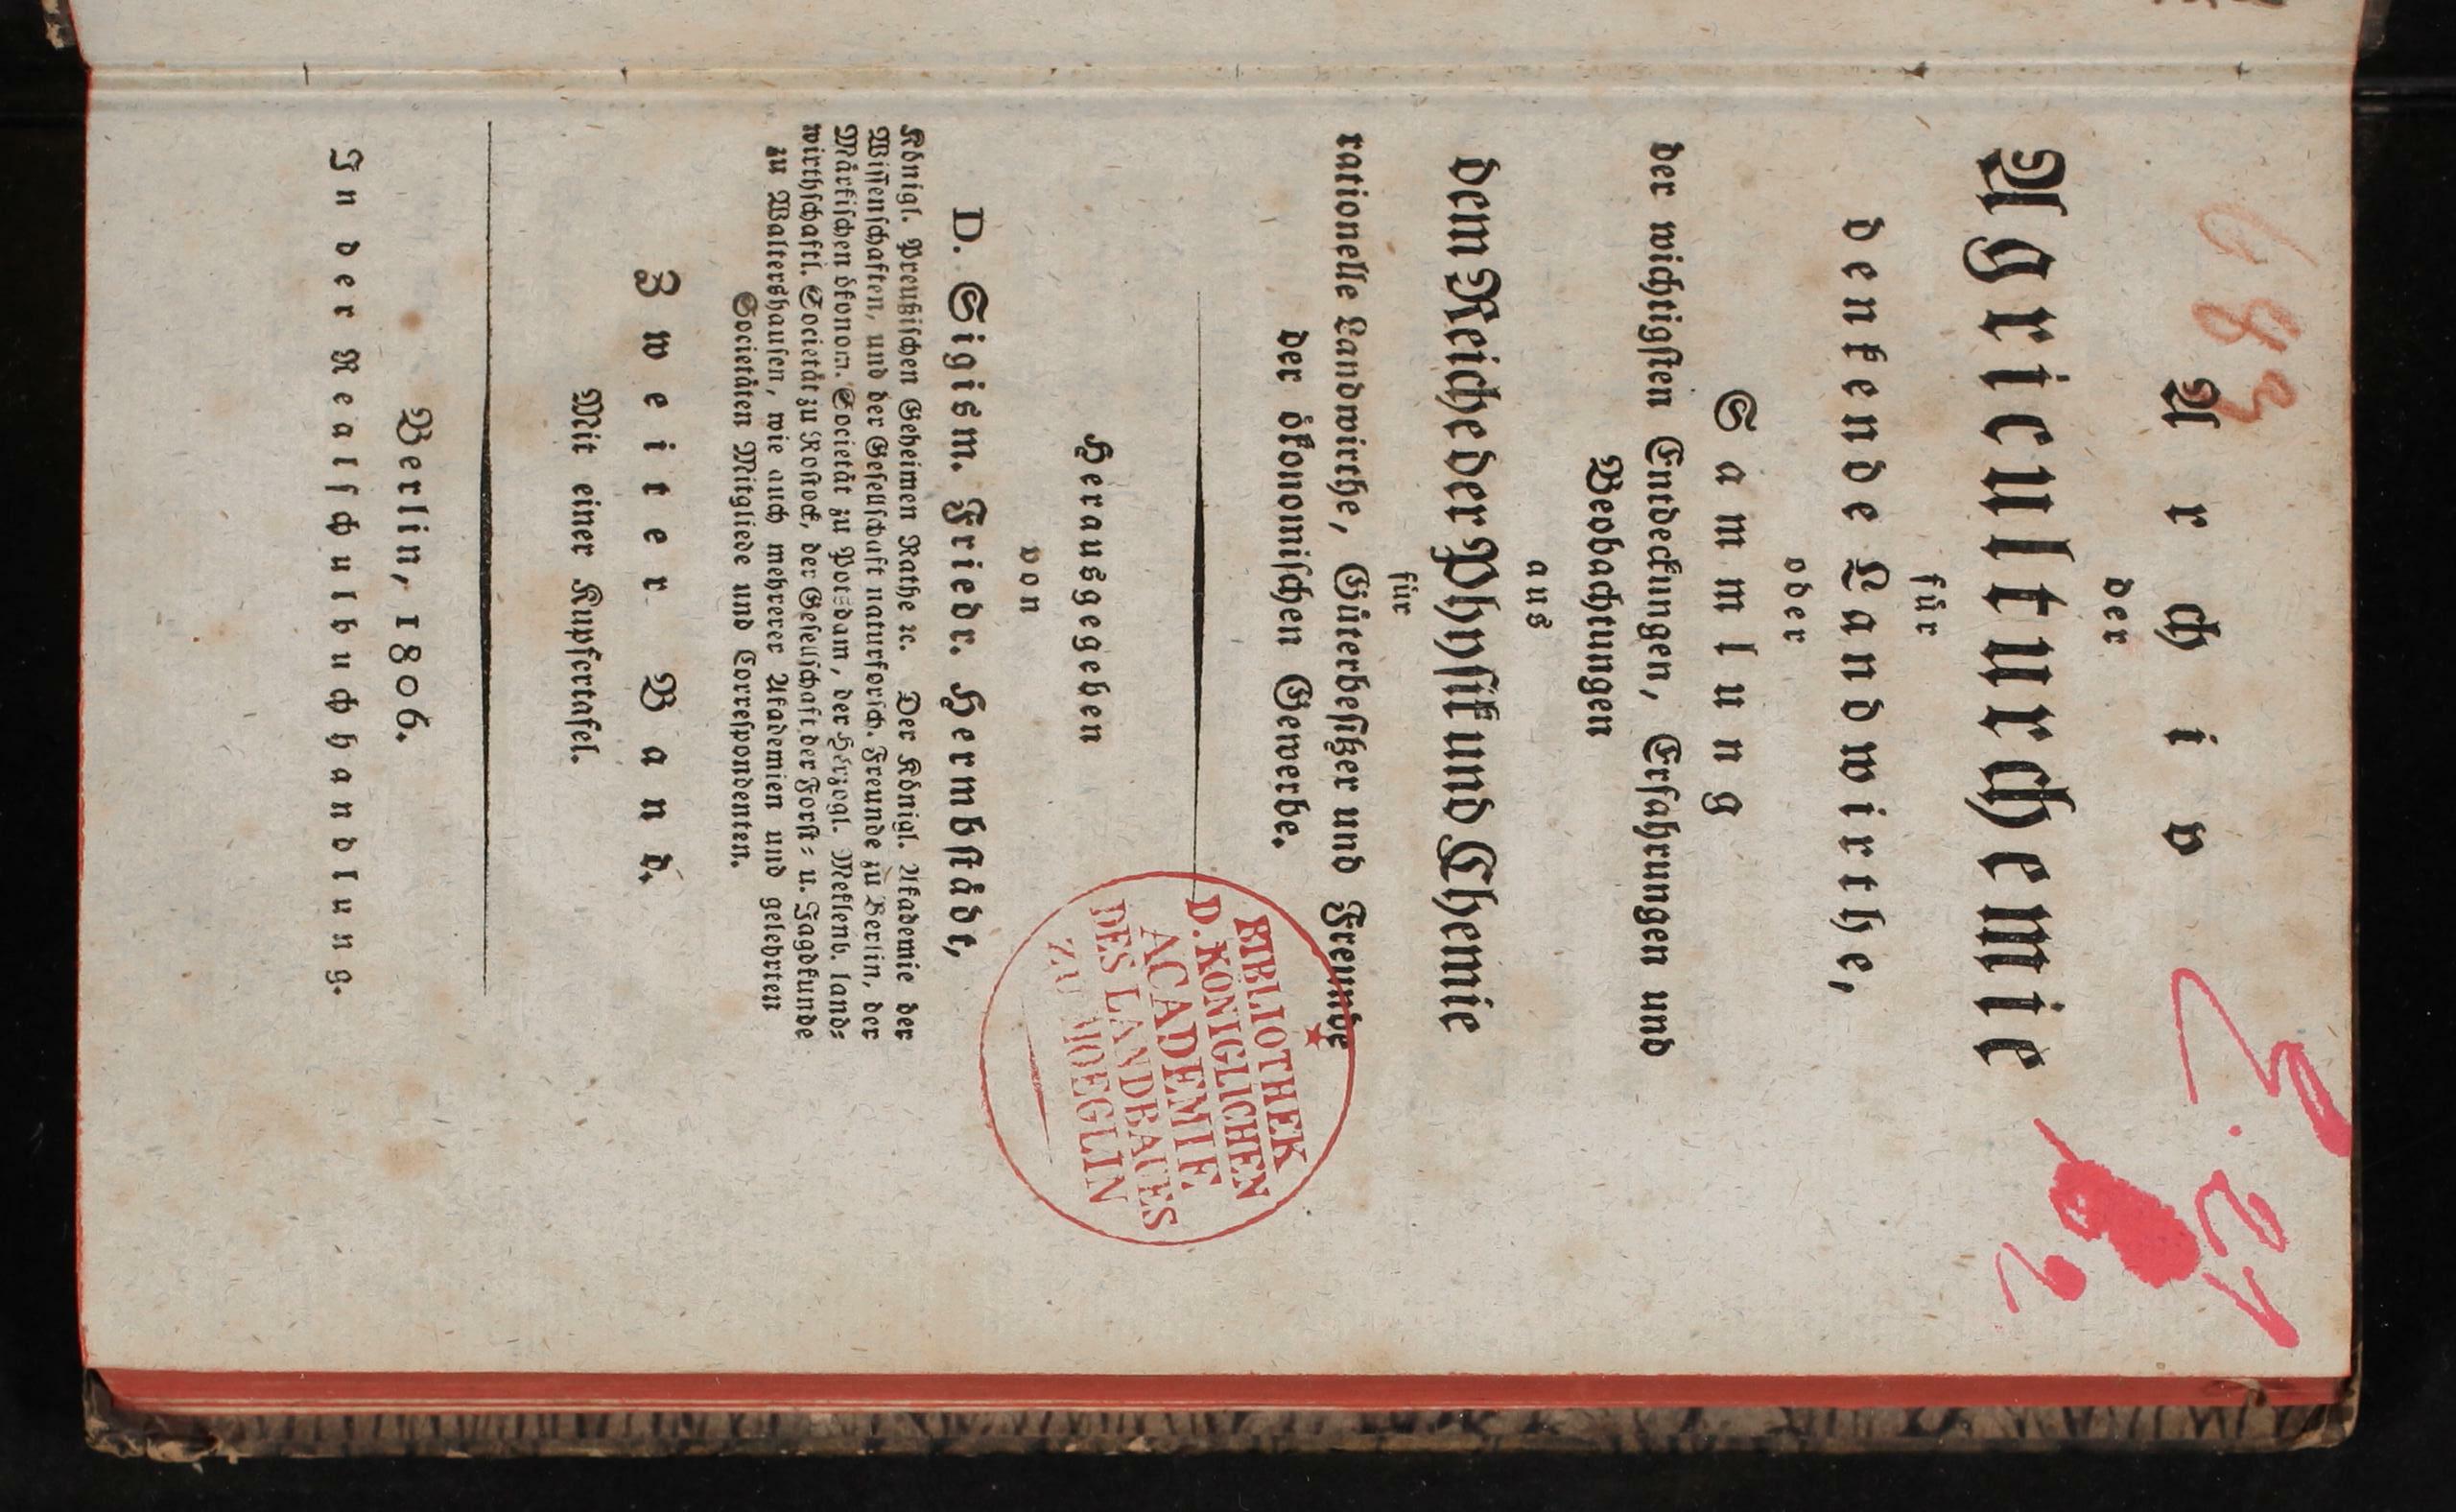 683
Archiv
der
Agriculturchemie
für
denkende Landwirthe,
oder
Sammlung
der wichtigsten Entdeckungen, Erfahrungen und
Beobachtungen
aus
dem Reiche der Physik und Chemie
für
rationelle Landwirthe, Güterbesitzer und Freunde
der ökonomischen Gewerbe.
Herausgegeben
von
D. Sigism. Friedr. Hermbstädt,
Königl. Preußischen Geheimen Rathe ꝛc. Der Königl. Akademie der
Wissenschaften, und der Gesellschaft naturforsch. Freunde zu Berlin, der
Märkischen ökonom. Societät zu Potsdam, der Herzogl. Meklenb. land⸗
wirthschaftl. Societät zu Rostock, der Gesellschaft der Forst⸗ u. Jagdkunde
zu Waltershausen, wie auch mehrerer Akademien und gelehrten
Societäten Mitgliede und Correspondenten.
Zweiter Band.
Mit einer Kupfertafel.
Berlin, 1806.
In der Realschulbuchhandlung.
BIBLIOTHEK
D. KÖNIGLICHEN
ACADEMIE
DES LANDBAUES
ZU MOEGLIN
21
2